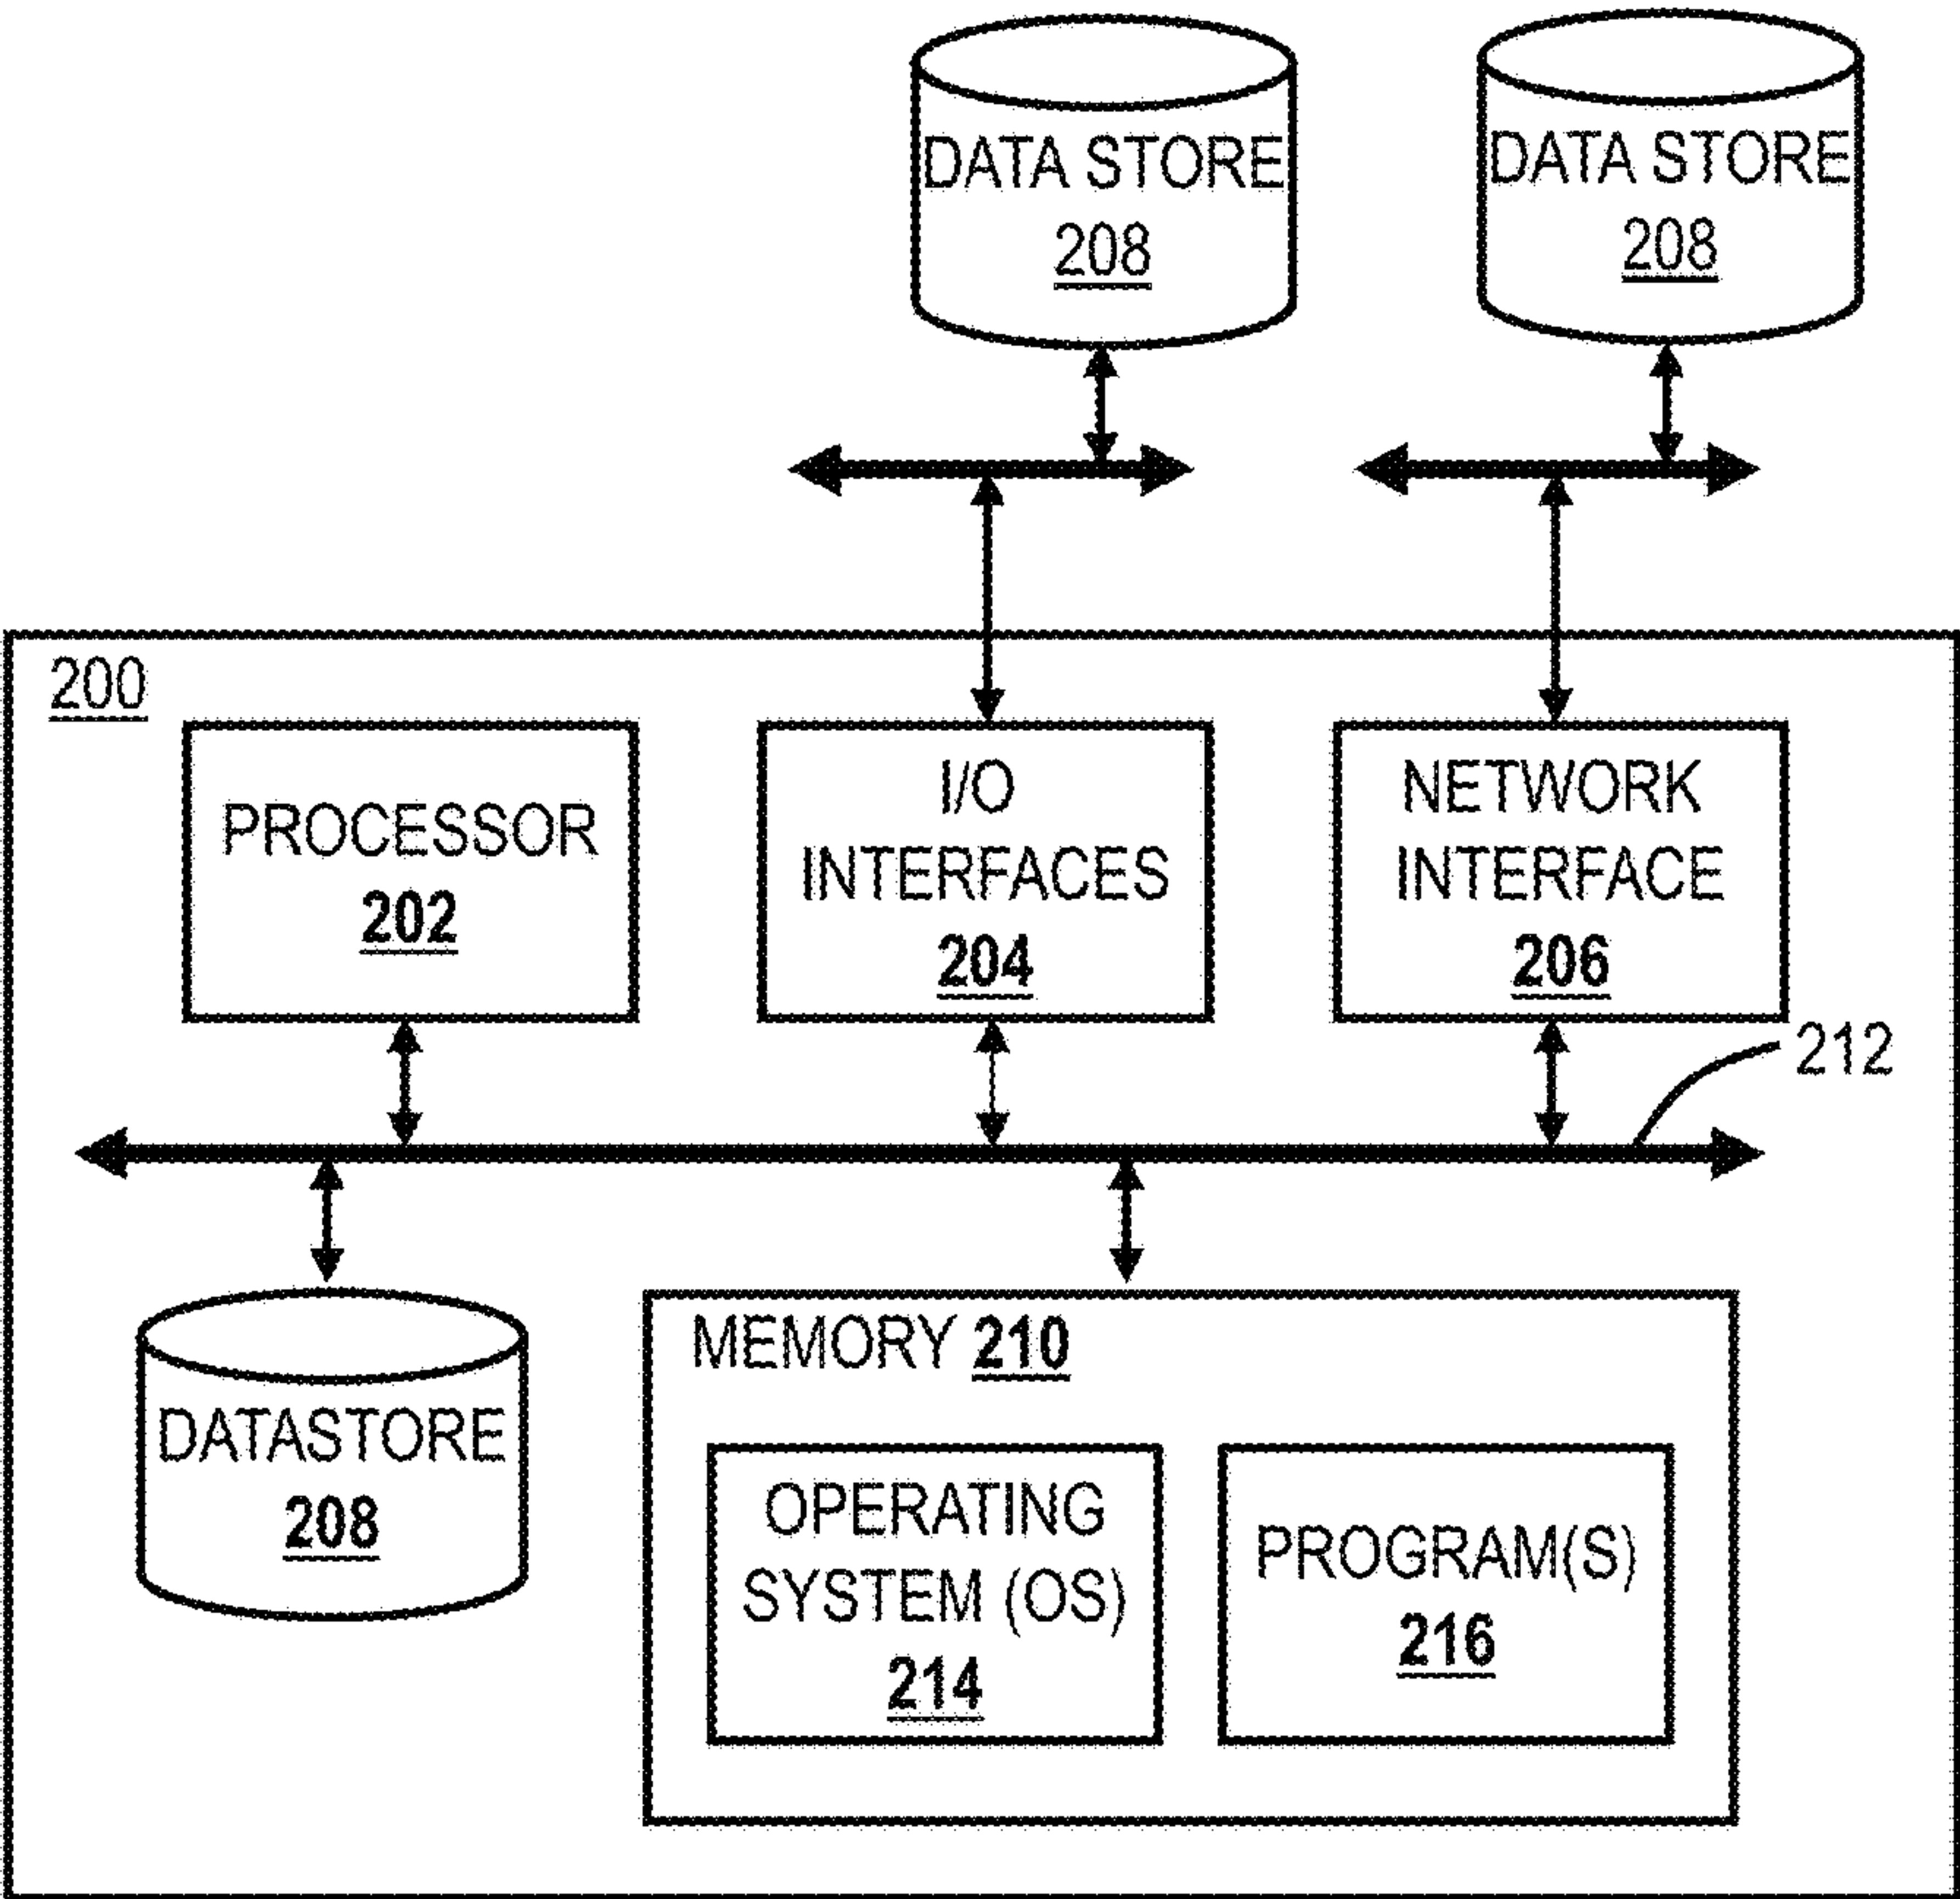 DATA STORE
208
DATA STORE
208
200
PROCESSOR
202
I/O
INTERFACES
204
NETWORK
INTERFACE
206
212
DATASTORE
208
MEMORY 210
OPERATING
SYSTEM (OS)
214
PROGRAM(S)
216